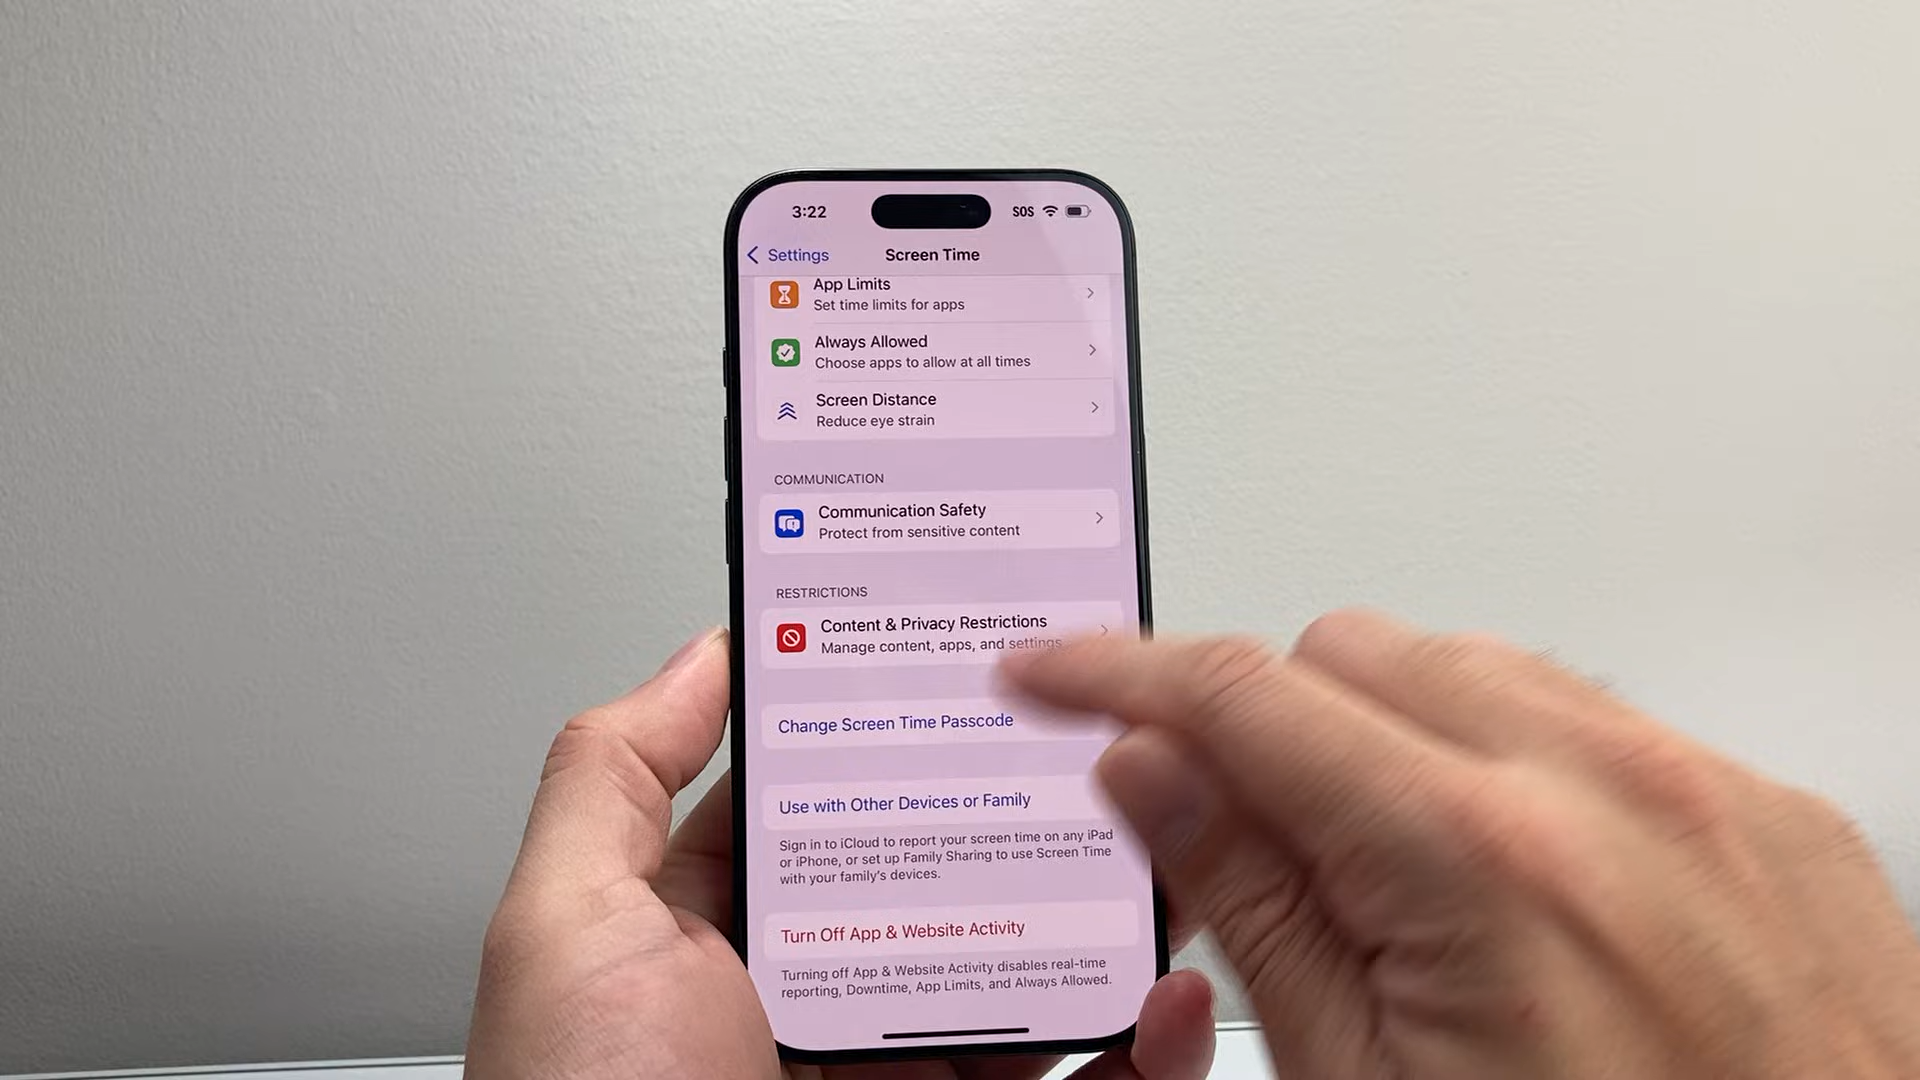 3:22
SOS
Settings
Screen Time
App Limits
Set time limits for apps
Always Allowed
Choose apps to allow at all times
Screen Distance
Reduce eye strain
COMMUNICATION
Communication Safety
Protect from sensitive content
RESTRICTIONS
Content & Privacy Restrictions
Manage content, apps, and settings
Change Screen Time Passcode
Use with Other Devices or Family
Sign in to iCloud to report your screen time on any iPad
or iPhone, or set up Family Sharing to use Screen Time
with your family's devices.
Turn Off App & Website Activity
Turning off App & Website Activity disables real-time
reporting, Downtime, App Limits, and Always Allowed.